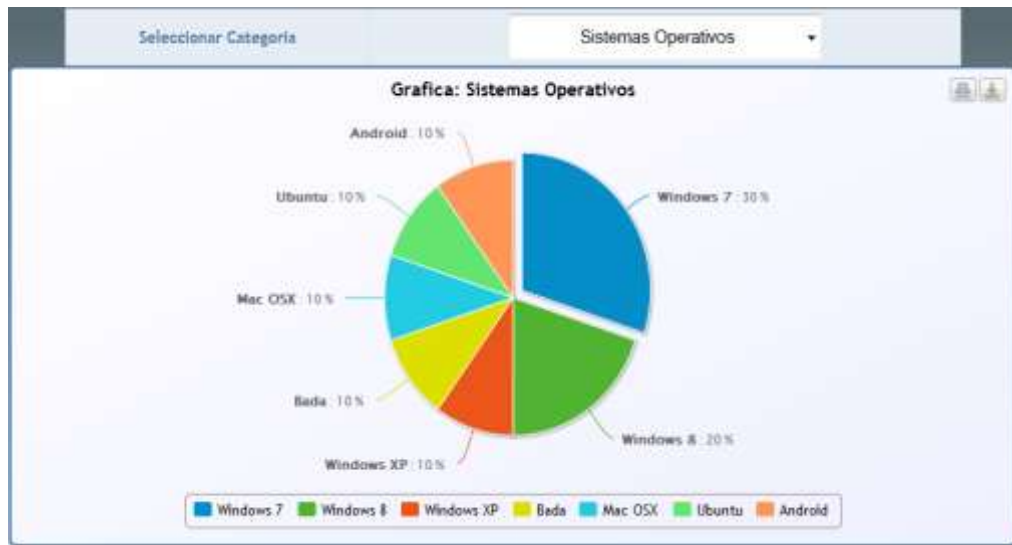 Seleccionar Categoria
Sistemas Operativos
Grafica: Sistemas Operativos
Android: 10%
Ubuntu: 10%
Windows 7: 30%
Mac OSX: 10%
Bada: 10%
Windows 8: 20%
Windows XP: 10%
Windows 7 Windows 8 Windows XP Bada Mac OSX Ubuntu Android